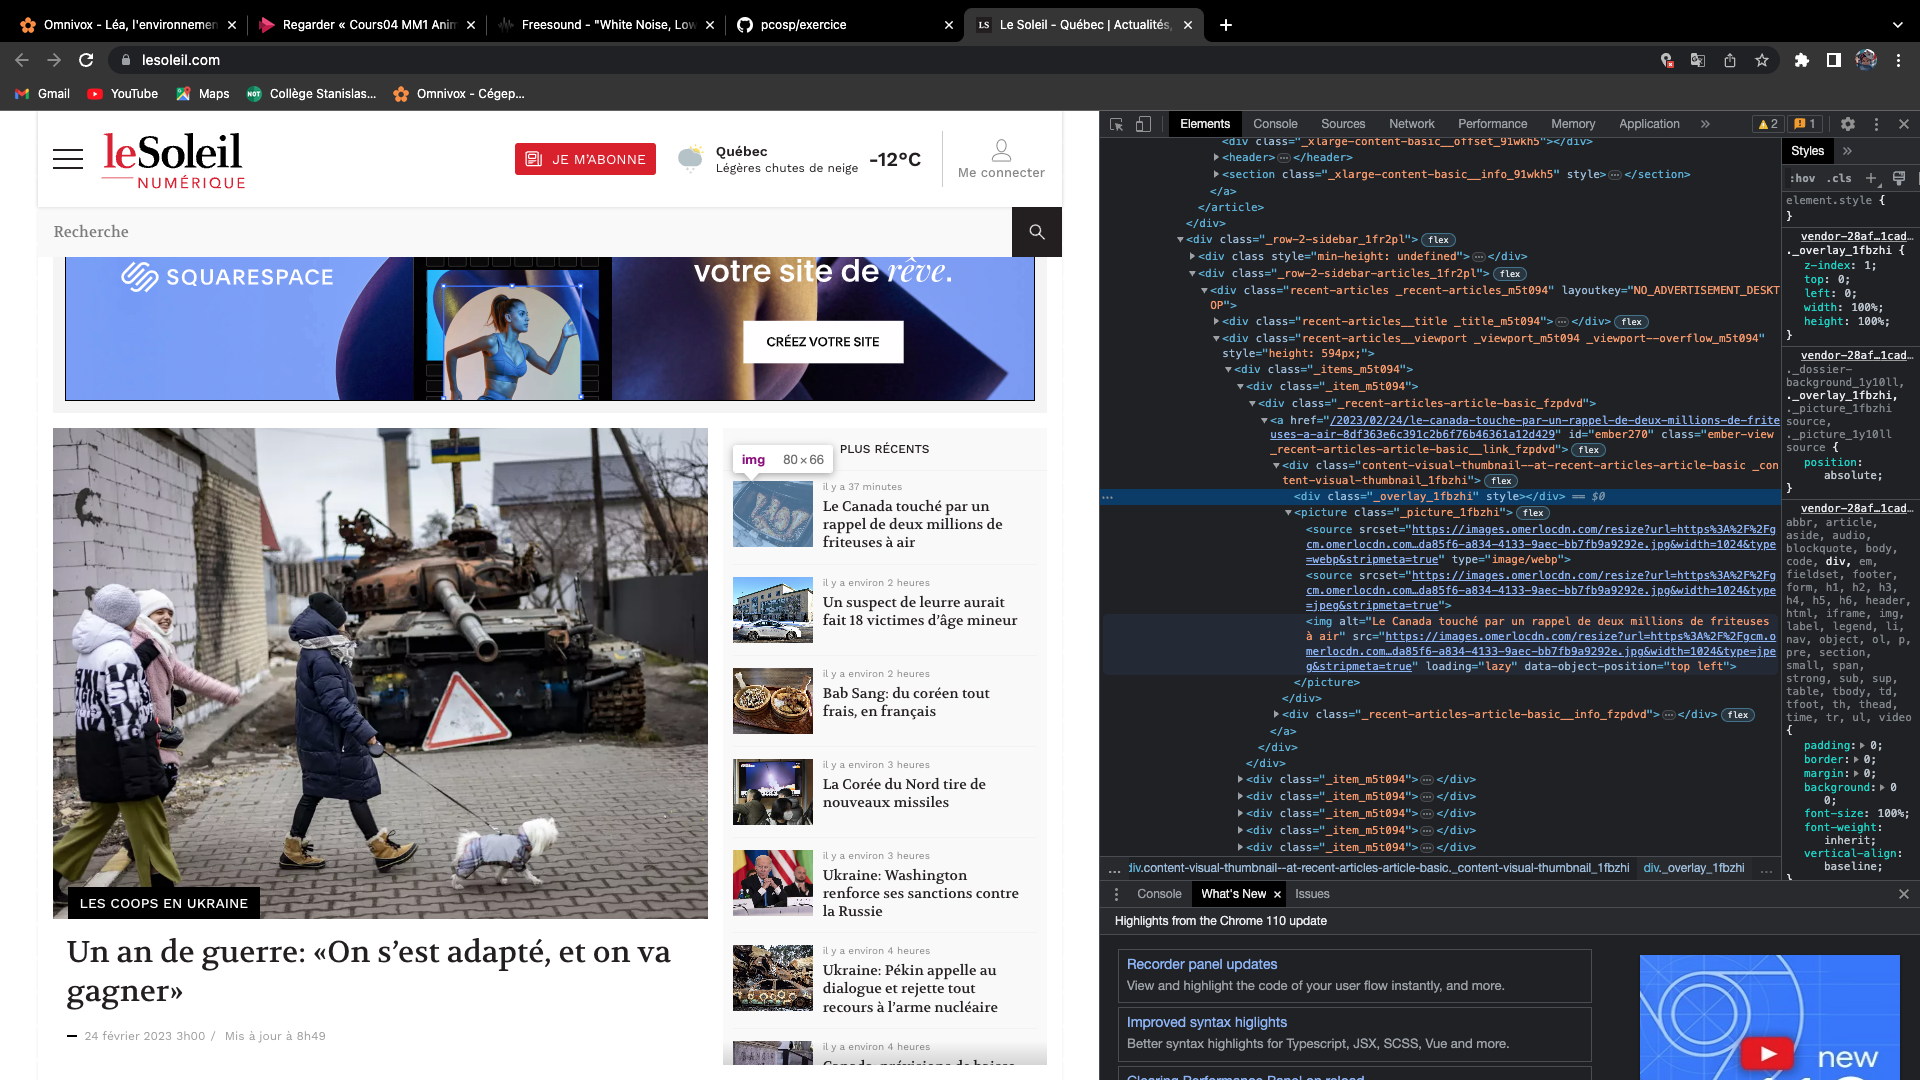 Omnivox - Léa, l'environnemen
Regarder « Cours04 MM1 Anim
Freesound - "White Noise, Low
pcosp/exercice
LS Le Soleil - Québec | Actualités,
lesoleil.com
Gmail
YouTube
Maps
Collège Stanislas...
Omnivox - Cégep...
leSoleil
NUMÉRIQUE
JE M'ABONNE
Québec
Légères chutes de neige
-12°C
Me connecter
Recherche
SQUARESPACE
votre site de rêve.
CRÉEZ VOTRE SITE
LES COOPS EN UKRAINE
Un an de guerre: «On s'est adapté, et on va
gagner»
24 février 2023 3h00 / Mis à jour à 8h49
PLUS RÉCENTS
img 80×66
il y a 37 minutes
Le Canada touché par un
rappel de deux millions de
friteuses à air
il y a environ 2 heures
Un suspect de leurre aurait
fait 18 victimes d'âge mineur
il y a environ 2 heures
Bab Sang: du coréen tout
frais, en français
il y a environ 3 heures
La Corée du Nord tire de
nouveaux missiles
il y a environ 3 heures
Ukraine: Washington
renforce ses sanctions contre
la Russie
il y a environ 4 heures
Ukraine: Pékin appelle au
dialogue et rejette tout
recours à l'arme nucléaire
il y a environ 4 heures
Canada: prévisions de baisse
Elements Console Sources Network Performance Memory Application » 2 1
<div class="_xlarge-content-basic__offset_91wkh5"></div>
<header>…</header>
<section class="_xlarge-content-basic__info_91wkh5" style>…</section>
</a>
</article>
</div>
<div class="_row-2-sidebar_1fr2pl"> flex
<div class style="min-height: undefined">…</div>
<div class="_row-2-sidebar-articles_1fr2pl"> flex
<div class="recent-articles _recent-articles_m5t094" layoutkey="NO_ADVERTISEMENT_DESKT
OP">
<div class="recent-articles__title _title_m5t094">…</div> flex
<div class="recent-articles__viewport _viewport_m5t094 _viewport--overflow_m5t094"
style="height: 594px;">
<div class="_items_m5t094">
<div class="_item_m5t094">
<div class="_recent-articles-article-basic_fzpdvd">
<a href="/2023/02/24/le-canada-touche-par-un-rappel-de-deux-millions-de-frite
uses-a-air-8df363e6c391c2b6f76b46361a12d429" id="ember270" class="ember-view
_recent-articles-article-basic__link_fzpdvd"> flex
<div class="content-visual-thumbnail--at-recent-articles-article-basic _con
tent-visual-thumbnail_1fbzhi"> flex
<div class="_overlay_1fbzhi" style></div> == $0
<picture class="_picture_1fbzhi"> flex
<source srcset="https://images.omerlocdn.com/resize?url=https%3A%2F%2Fg
cm.omerlocdn.com…da85f6-a834-4133-9aec-bb7fb9a9292e.jpg&width=1024&type
=webp&stripmeta=true" type="image/webp">
<source srcset="https://images.omerlocdn.com/resize?url=https%3A%2F%2Fg
cm.omerlocdn.com…da85f6-a834-4133-9aec-bb7fb9a9292e.jpg&width=1024&type
=jpeg&stripmeta=true">
<img alt="Le Canada touché par un rappel de deux millions de friteuses
à air" src="https://images.omerlocdn.com/resize?url=https%3A%2F%2Fgcm.o
merlocdn.com…da85f6-a834-4133-9aec-bb7fb9a9292e.jpg&width=1024&type=jpe
g&stripmeta=true" loading="lazy" data-object-position="top left">
</picture>
</div>
<div class="_recent-articles-article-basic__info_fzpdvd">…</div> flex
</a>
</div>
</div>
<div class="_item_m5t094">…</div>
<div class="_item_m5t094">…</div>
<div class="_item_m5t094">…</div>
<div class="_item_m5t094">…</div>
<div class="_item_m5t094">…</div>
... div.content-visual-thumbnail--at-recent-articles-article-basic._content-visual-thumbnail_1fbzhi div._overlay_1fbzhi ...
Styles »
:hov .cls +
element.style {
}
vendor-28af…1cad…
._overlay_1fbzhi {
z-index: 1;
top: 0;
left: 0;
width: 100%;
height: 100%;
}
vendor-28af…1cad…
._dossier-
background_1y10ll,
._overlay_1fbzhi,
._picture_1fbzhi
source,
._picture_1y10ll
source {
position:
absolute;
}
vendor-28af…1cad…
abbr, article,
aside, audio,
blockquote, body,
code, div, em,
fieldset, footer,
form, h1, h2, h3,
h4, h5, h6, header,
html, iframe, img,
label, legend, li,
nav, object, ol, p,
pre, section,
small, span,
strong, sub, sup,
table, tbody, td,
tfoot, th, thead,
time, tr, ul, video
{
padding: 0;
border: 0;
margin: 0;
background: 0
0;
font-size: 100%;
font-weight:
inherit;
vertical-align:
baseline;
}
Console What's New × Issues
Highlights from the Chrome 110 update
Recorder panel updates
View and highlight the code of your user flow instantly, and more.
Improved syntax higlights
Better syntax highlights for Typescript, JSX, SCSS, Vue and more.
Clearing Performance Panel on reload
new